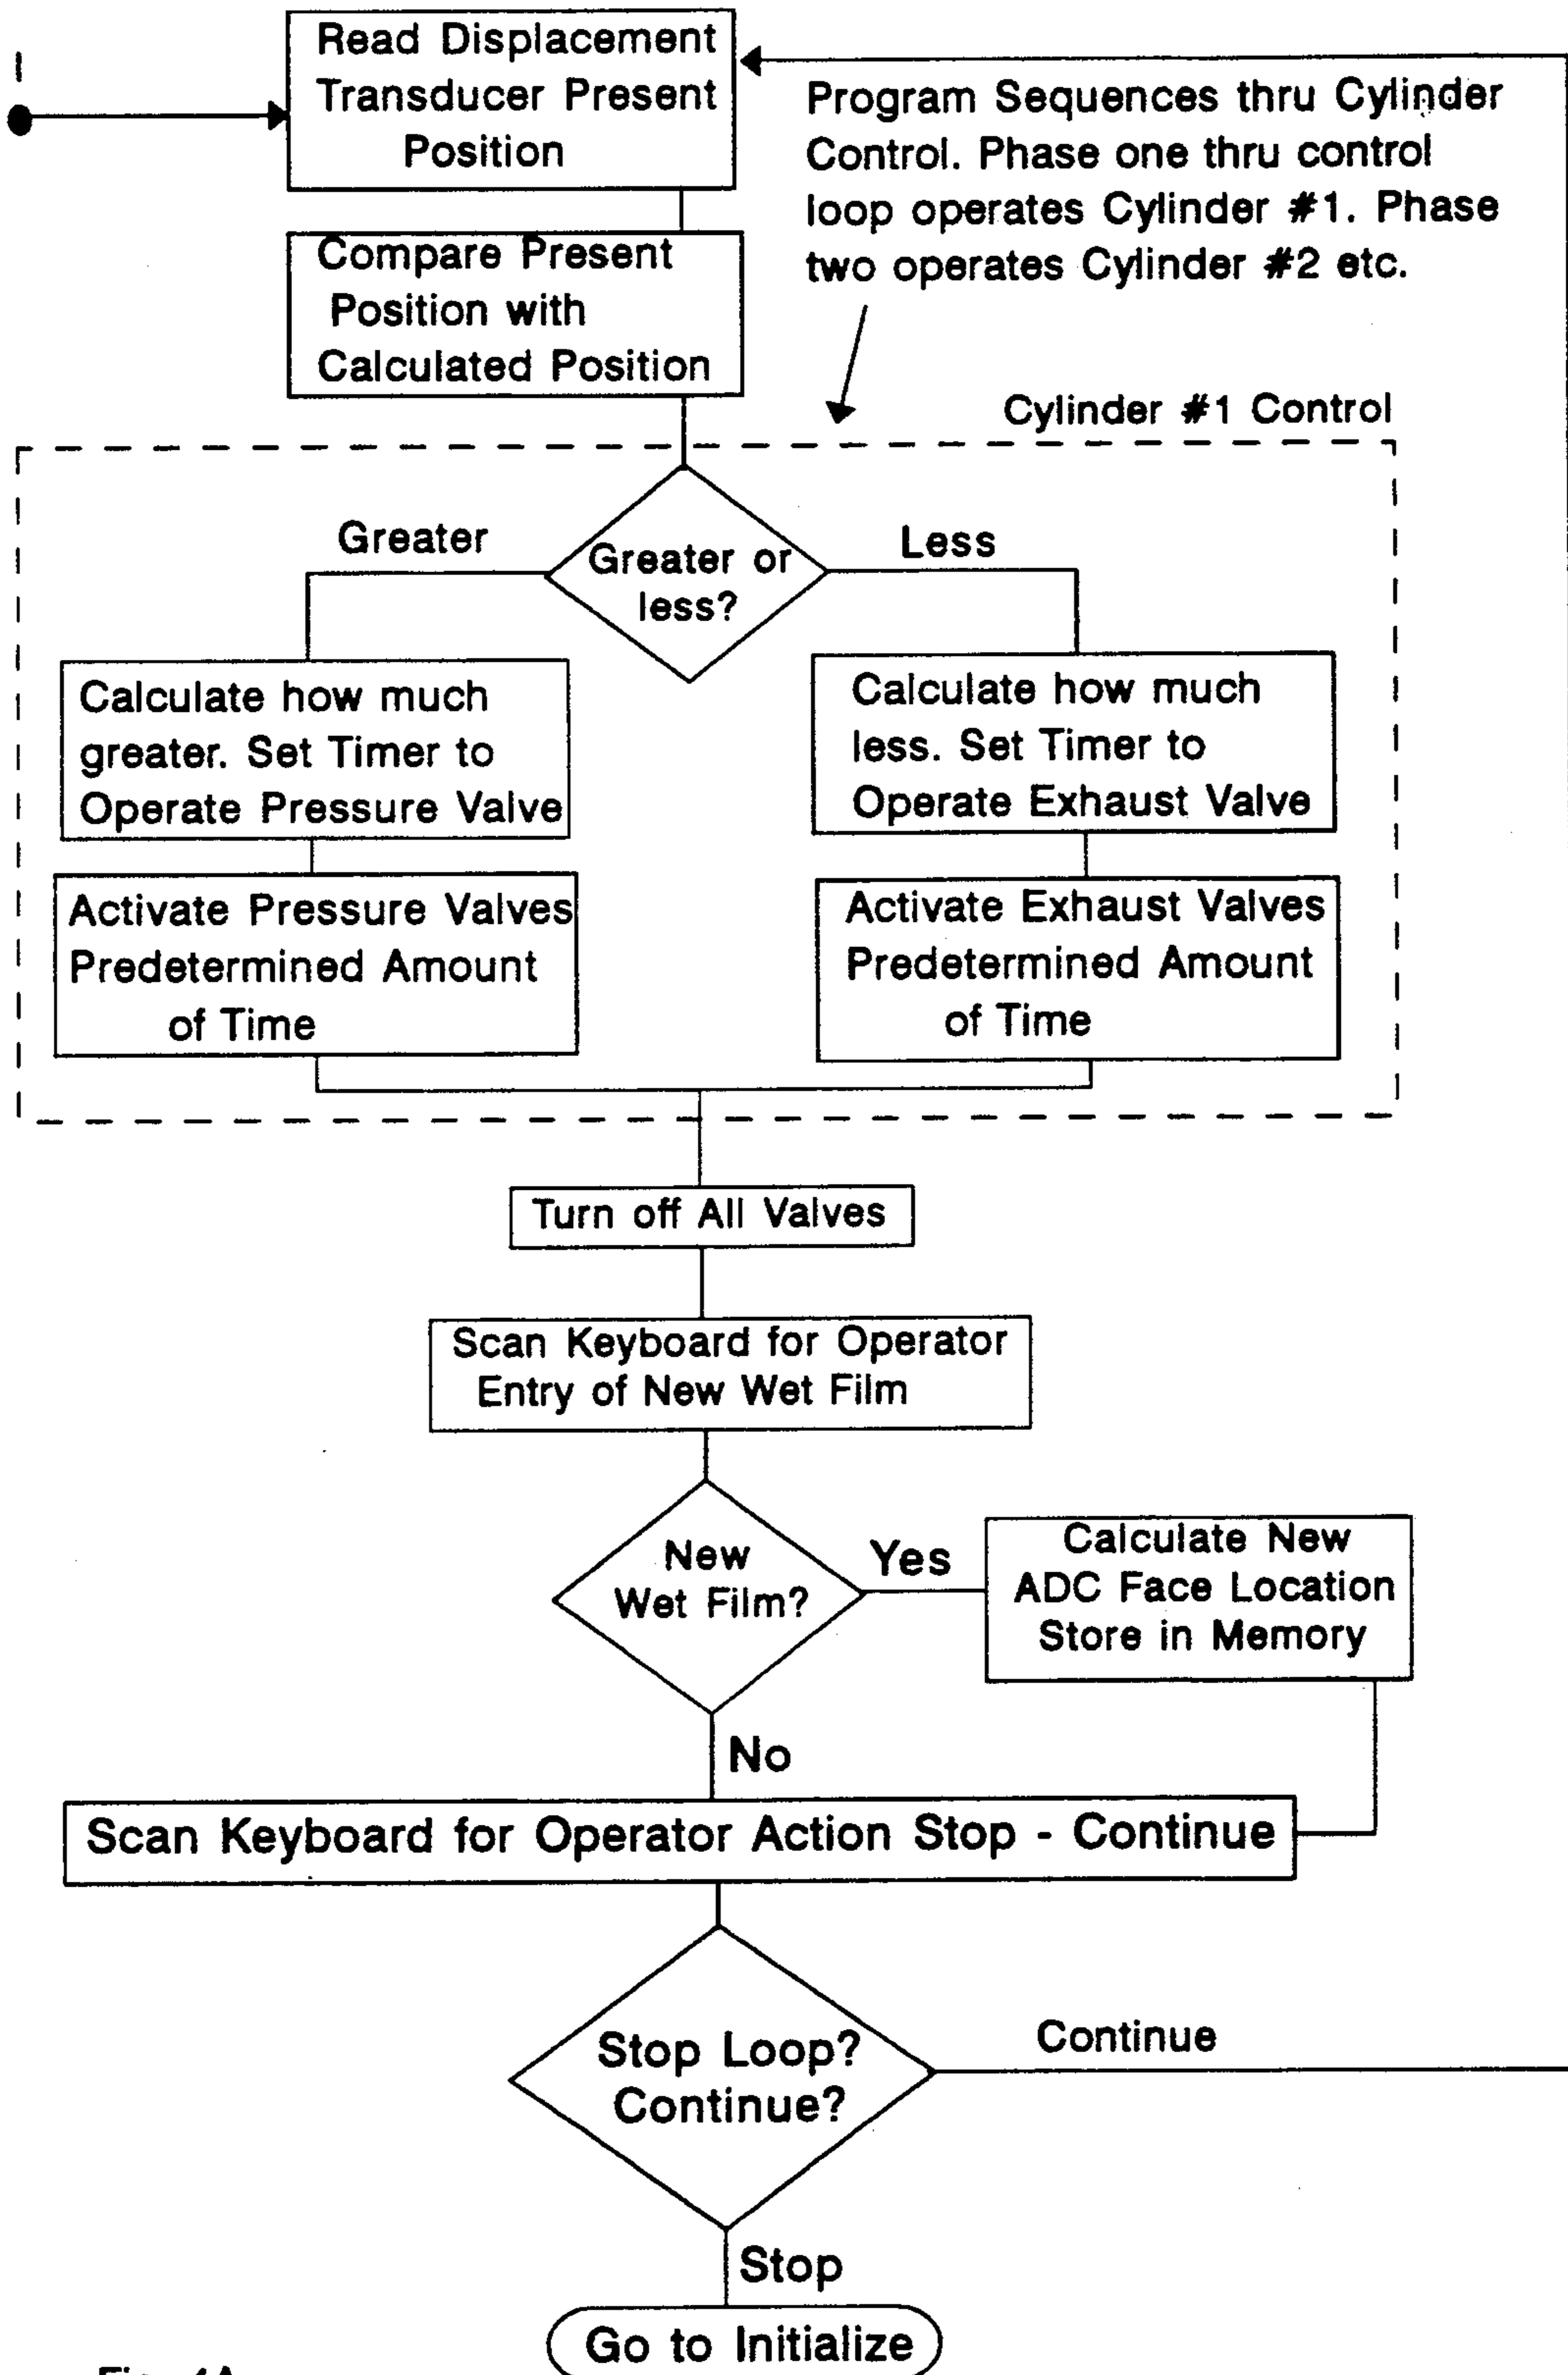 Read Displacement
Transducer Present
Position
Program Sequences thru Cylinder
Control. Phase one thru control
loop operates Cylinder #1. Phase
two operates Cylinder #2 etc.
Compare Present
Position with
Calculated Position
Cylinder #1 Control
Greater or
less?
Greater
Less
Calculate how much
greater. Set Timer to
Operate Pressure Valve
Calculate how much
less. Set Timer to
Operate Exhaust Valve
Activate Pressure Valves
Predetermined Amount
of Time
Activate Exhaust Valves
Predetermined Amount
of Time
Turn off All Valves
Scan Keyboard for Operator
Entry of New Wet Film
New
Wet Film?
Yes
Calculate New
ADC Face Location
Store in Memory
No
Scan Keyboard for Operator Action Stop - Continue
Stop Loop?
Continue?
Continue
Stop
Go to Initialize